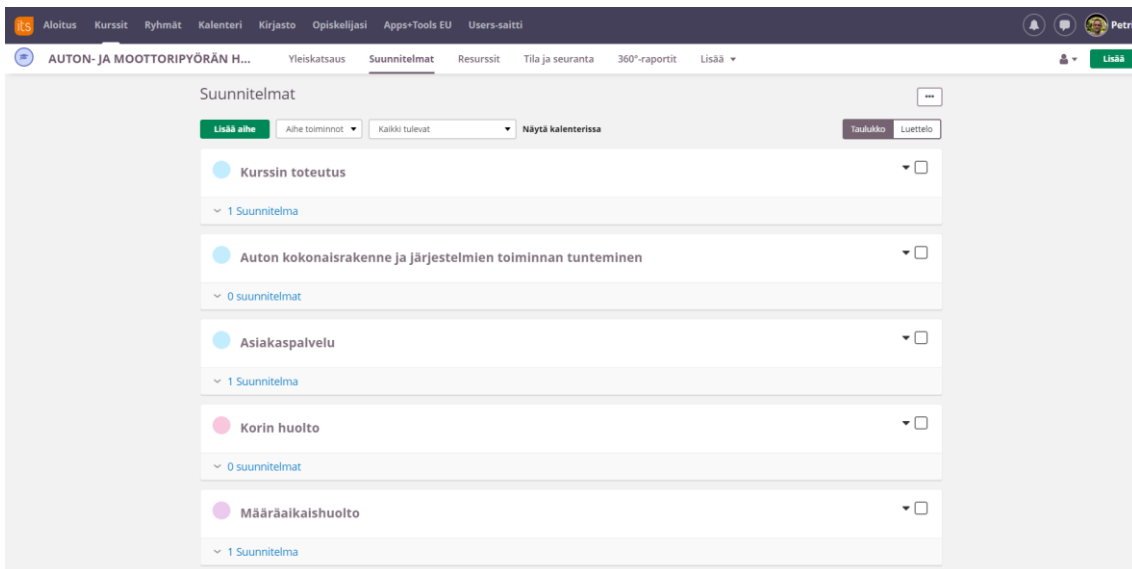 its Aloitus Kurssit Ryhmät Kalenteri Kirjasto Opiskelijasi Apps+Tools EU Users-saitti Petri
AUTON- JA MOOTTORIPYÖRÄN H... Yleiskatsaus Suunnitelmat Resurssit Tila ja seuranta 360°-raportit Lisää Lisää
Suunnitelmat
Lisää aihe Aihe toiminnot Kaikki tulevat Näytä kalenterissa Taulukko Luettelo
Kurssin toteutus
1 Suunnitelma
Auton kokonaisrakenne ja järjestelmien toiminnan tunteminen
0 suunnitelmat
Asiakaspalvelu
1 Suunnitelma
Korin huolto
0 suunnitelmat
Määräaikaishuolto
1 Suunnitelma